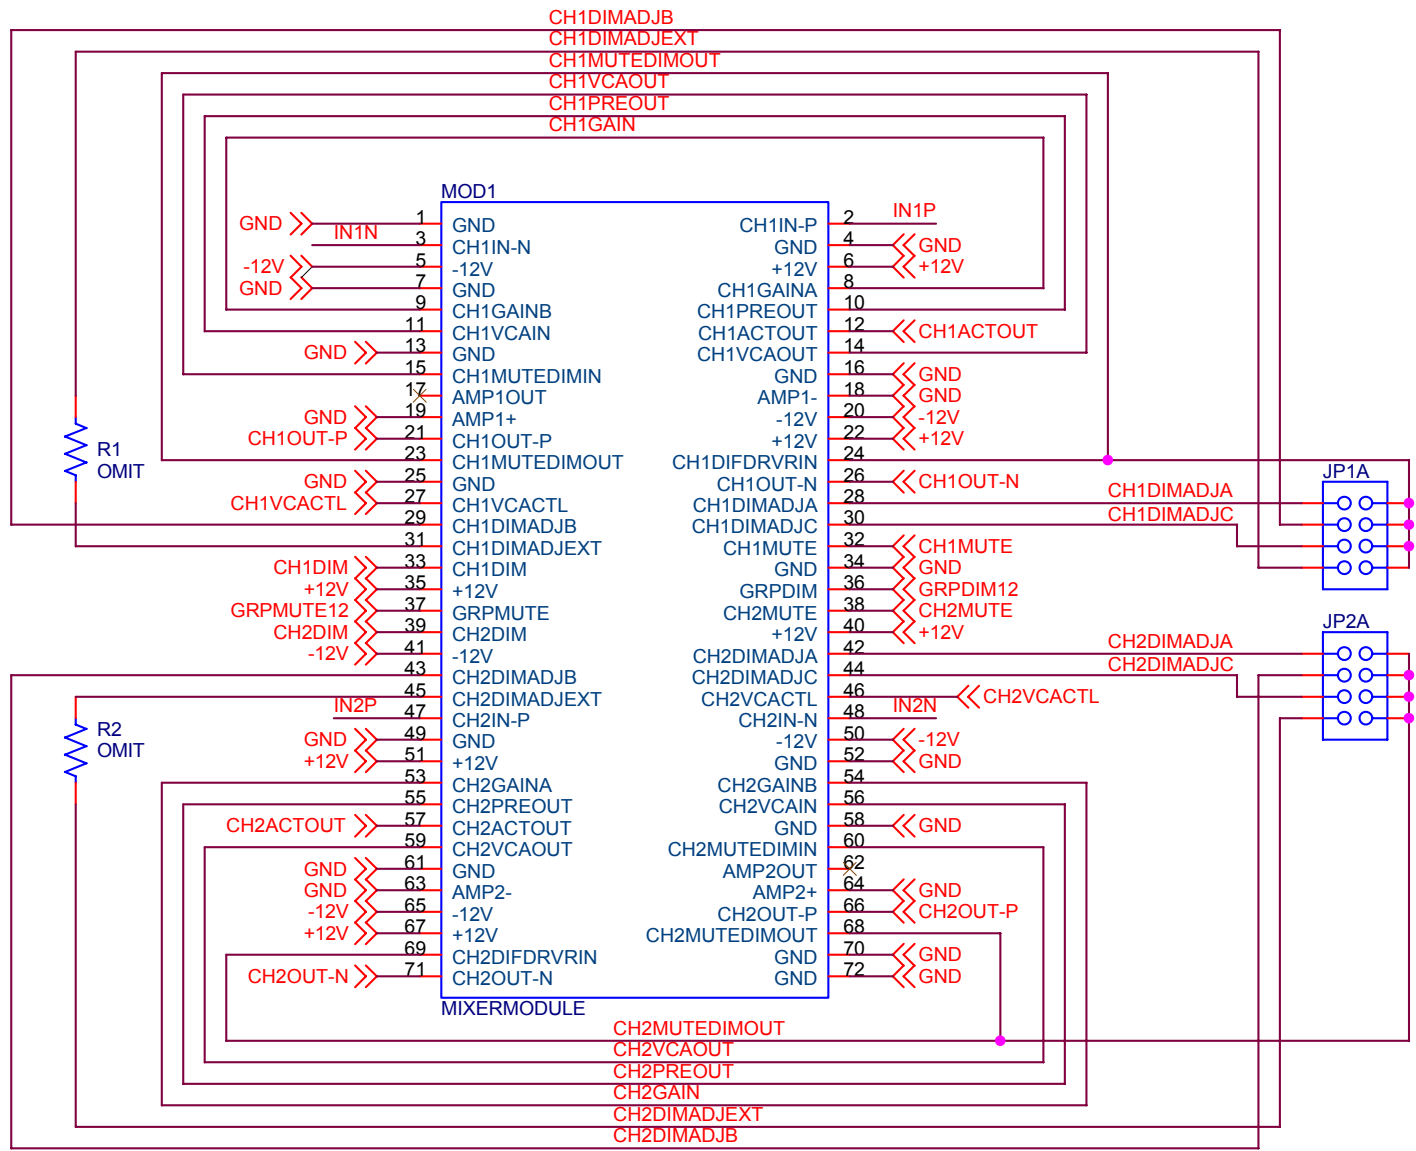 CH1DIMADJB
CH1DIMADJEXT
CH1MUTEDIMOUT
CH1VCAOUT
CH1PREOUT
CH1GAIN
MOD1
GND 1 GND CH1IN-P 2 IN1P
IN1N 3 CH1IN-N GND 4 GND
-12V 5 -12V +12V 6 +12V
GND 7 GND CH1GAINA 8
9 CH1GAINB CH1PREOUT 10
11 CH1VCAIN CH1ACTOUT 12 CH1ACTOUT
GND 13 GND CH1VCAOUT 14
15 CH1MUTEDIMIN GND 16 GND
17 AMP1OUT AMP1- 18 GND
GND 19 AMP1+ -12V 20 -12V
CH1OUT-P 21 CH1OUT-P +12V 22 +12V
R1
OMIT
23 CH1MUTEDIMOUT CH1DIFDRVRIN 24
JP1A
GND 25 GND CH1OUT-N 26 CH1OUT-N
CH1VCACTL 27 CH1VCACTL CH1DIMADJA 28 CH1DIMADJA
29 CH1DIMADJB CH1DIMADJC 30 CH1DIMADJC
31 CH1DIMADJEXT CH1MUTE 32 CH1MUTE
CH1DIM 33 CH1DIM GND 34 GND
+12V 35 +12V GRPDIM 36 GRPDIM12
GRPMUTE12 37 GRPMUTE CH2MUTE 38 CH2MUTE
JP2A
CH2DIM 39 CH2DIM +12V 40 +12V
-12V 41 -12V CH2DIMADJA 42 CH2DIMADJA
43 CH2DIMADJB CH2DIMADJC 44 CH2DIMADJC
45 CH2DIMADJEXT CH2VCACTL 46 CH2VCACTL
IN2P 47 CH2IN-P CH2IN-N 48 IN2N
R2
OMIT
GND 49 GND -12V 50 -12V
+12V 51 +12V GND 52 GND
53 CH2GAINA CH2GAINB 54
55 CH2PREOUT CH2VCAIN 56
CH2ACTOUT 57 CH2ACTOUT GND 58 GND
59 CH2VCAOUT CH2MUTEDIMIN 60
GND 61 GND AMP2OUT 62
GND 63 AMP2- AMP2+ 64 GND
-12V 65 -12V CH2OUT-P 66 CH2OUT-P
+12V 67 +12V CH2MUTEDIMOUT 68
69 CH2DIFDRVRIN GND 70 GND
CH2OUT-N 71 CH2OUT-N GND 72 GND
MIXERMODULE
CH2MUTEDIMOUT
CH2VCAOUT
CH2PREOUT
CH2GAIN
CH2DIMADJEXT
CH2DIMADJB